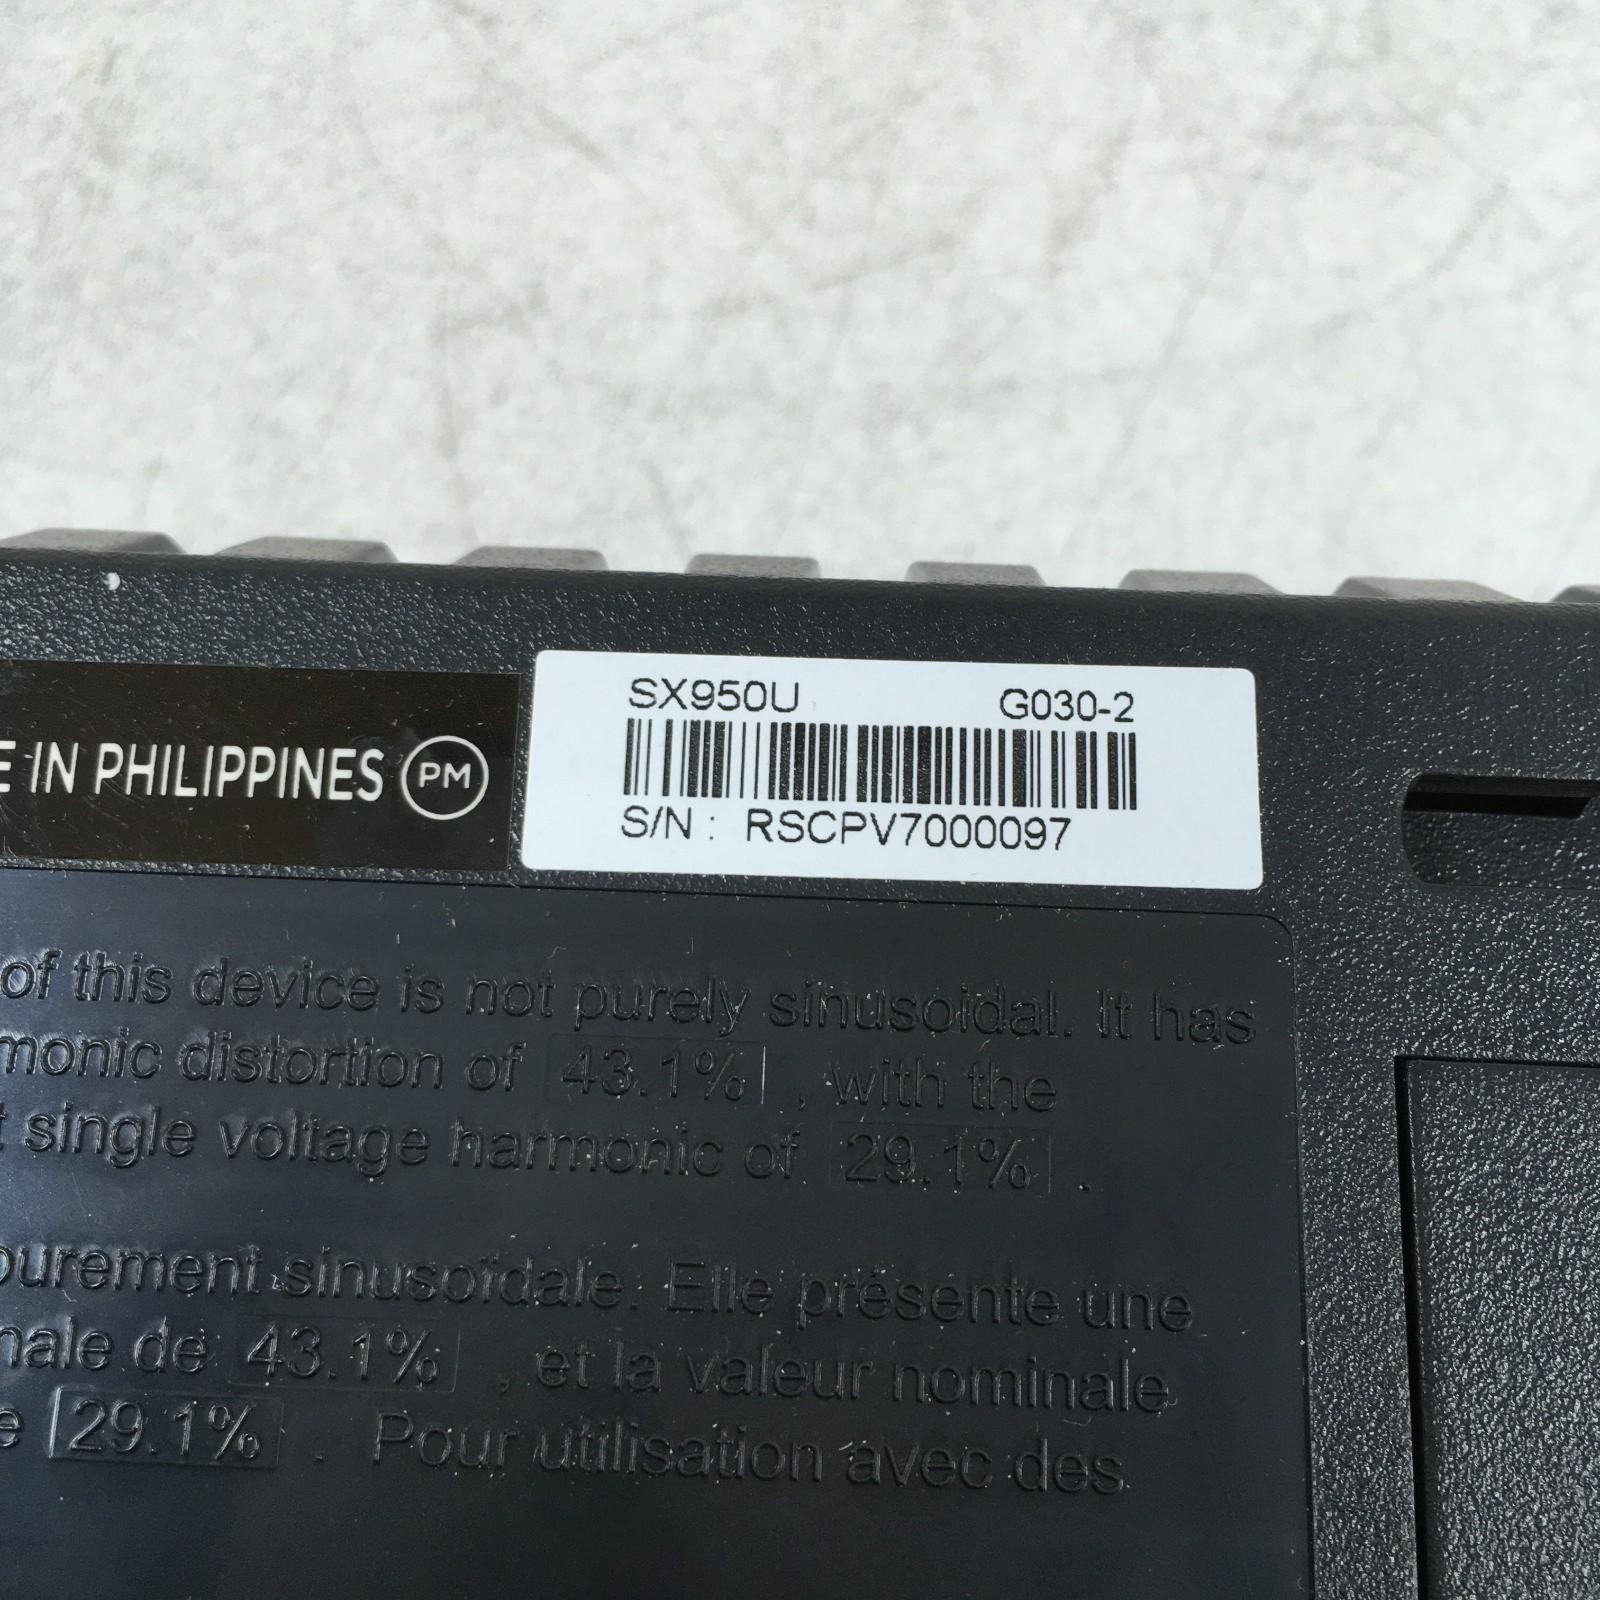 SX950U G030-2
E IN PHILIPPINES PM
S/N : RSCPV7000097
of this device is not purely sinusoidal. It has
monic distortion of 43.1% , with the
t single voltage harmonic of 29.1% .
ourement sinusoïdale. Elle présente une
nale de 43.1% , et la valeur nominale
e 29.1% . Pour utilisation avec des